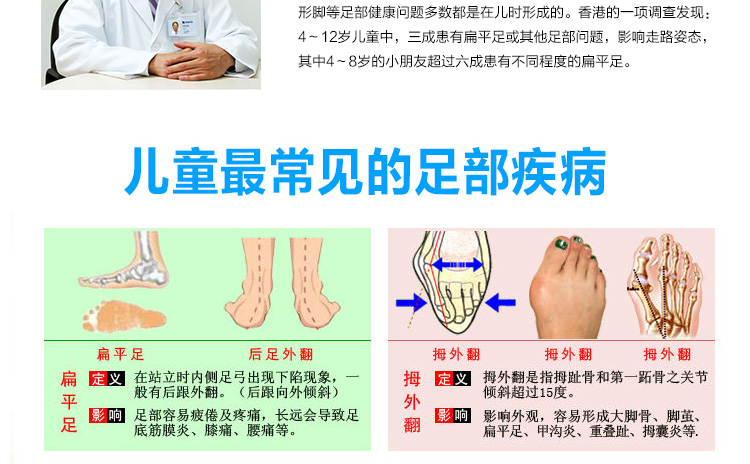 形脚等足部健康问题多数都是在儿时形成的。香港的一项调查发现：
4～12岁儿童中，三成患有扁平足或其他足部问题，影响走路姿态，
其中4～8岁的小朋友超过六成患有不同程度的扁平足。
儿童最常见的足部疾病
扁平足
后足外翻
扁平足
定义
在站立时内侧足弓出现下陷现象，一
般有后跟外翻。（后跟向外倾斜）
影响
足部容易疲倦及疼痛，长远会导致足
底筋膜炎、膝痛、腰痛等。
拇外翻
拇外翻
拇外翻
拇外翻
定义
拇外翻是指拇趾骨和第一跖骨之关节
倾斜超过15度。
影响
影响外观，容易形成大脚骨、脚茧、
扁平足、甲沟炎、重叠趾、拇囊炎等.